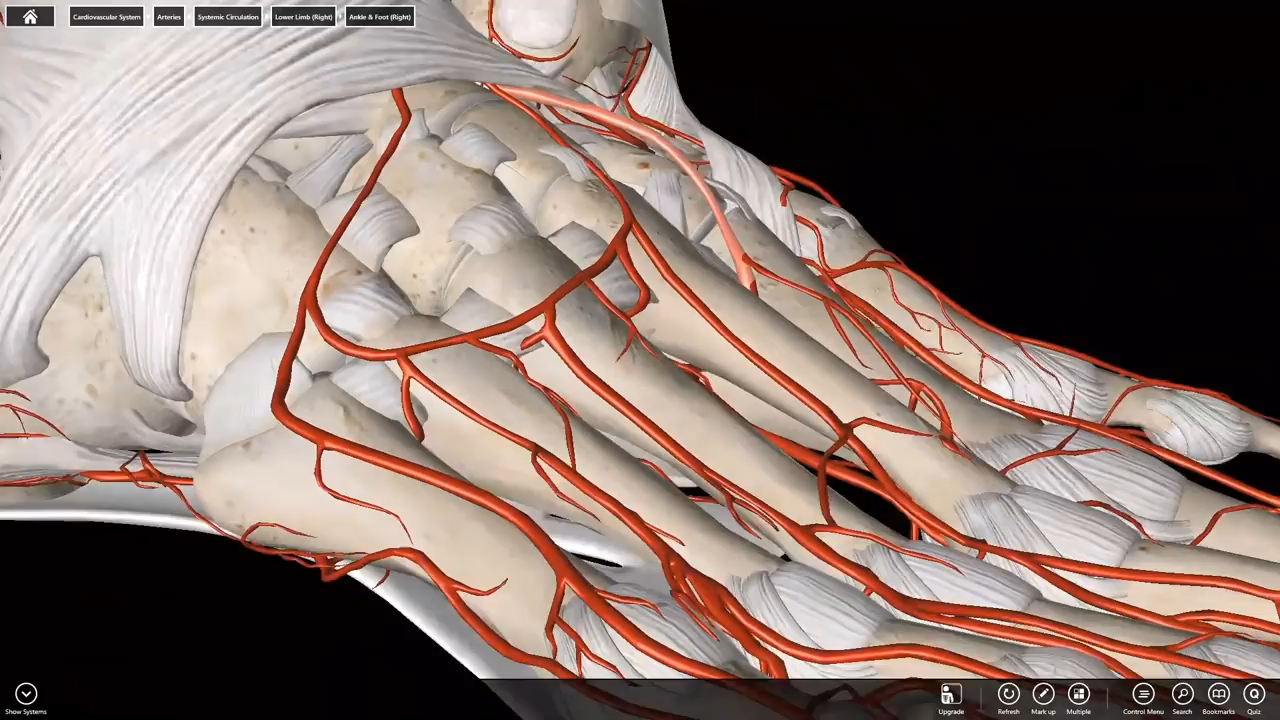 Cardiovascular System
Arteries
Systemic Circulation
Lower Limb (Right)
Ankle & Foot (Right)
Show Systems
Upgrade
Refresh
Mark up
Multiple
Control Menu
Search
Bookmarks
Quiz